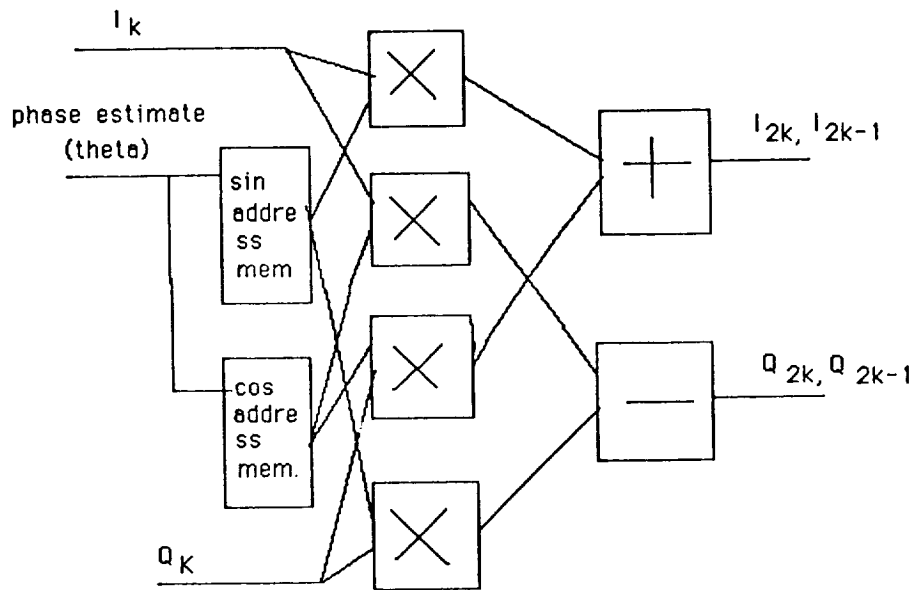 I K
phase estimate
(theta)
sin
addre
ss
mem
cos
addre
ss
mem.
Q K
I 2k, I 2k-1
Q 2k, Q 2k-1